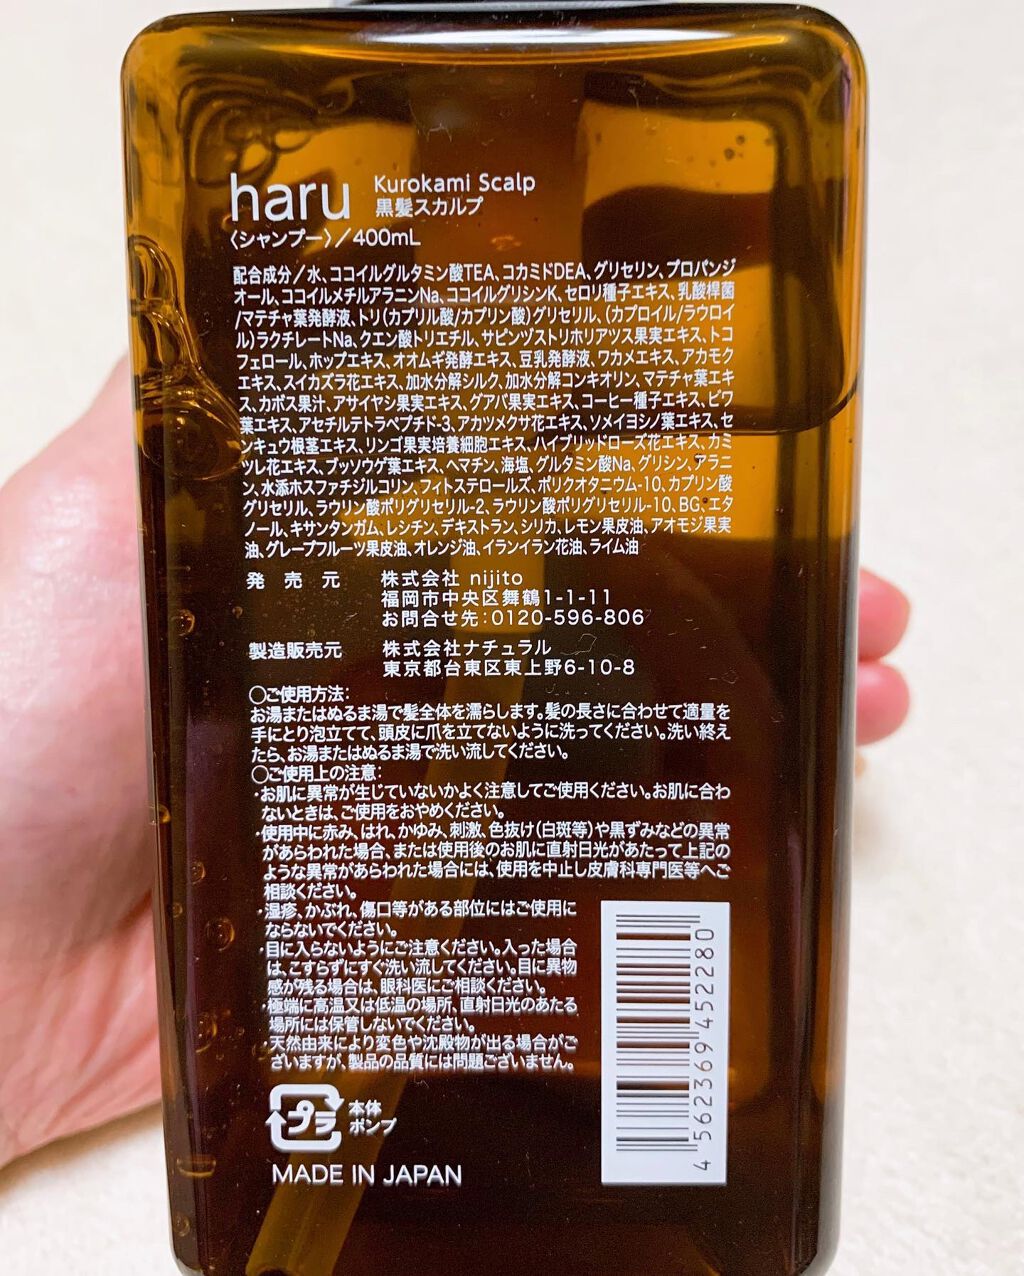 haru Kurokami Scalp
黒髪スカルプ
〈シャンプー〉／400mL
配合成分／水、ココイルグルタミン酸TEA、コカミドDEA、グリセリン、プロパンジ
オール、ココイルメチルアラニンNa、ココイルグリシンK、セロリ種子エキス、乳酸桿菌
/マテチャ葉発酵液、トリ(カプリル酸/カプリン酸)グリセリル、(カプロイル/ラウロイ
ル)ラクチレートNa、クエン酸トリエチル、サピンヅストリホリアツス果実エキス、トコ
フェロール、ホップエキス、オオムギ発酵エキス、豆乳発酵液、ワカメエキス、アカモク
エキス、スイカズラ花エキス、加水分解シルク、加水分解コンキオリン、マテチャ葉エキ
ス、カボス果汁、アサイヤシ果実エキス、グアバ果実エキス、コーヒー種子エキス、ビワ
葉エキス、アセチルテトラペプチド-3、アカツメクサ花エキス、ソメイヨシノ葉エキス、セ
ンキュウ根茎エキス、リンゴ果実培養細胞エキス、ハイブリッドローズ花エキス、カミ
ツレ花エキス、ブッソウゲ葉エキス、ヘマチン、海塩、グルタミン酸Na、グリシン、アラニ
ン、水添ホスファチジルコリン、フィトステロールズ、ポリクオタニウム-10、カプリン酸
グリセリル、ラウリン酸ポリグリセリル-2、ラウリン酸ポリグリセリル-10、BG、エタ
ノール、キサンタンガム、レシチン、デキストラン、シリカ、レモン果皮油、アオモジ果実
油、グレープフルーツ果皮油、オレンジ油、イランイラン花油、ライム油
発売元 株式会社 nijito
福岡市中央区舞鶴1-1-11
お問合せ先：0120-596-806
製造販売元 株式会社ナチュラル
東京都台東区東上野6-10-8
○ご使用方法：
お湯またはぬるま湯で髪全体を濡らします。髪の長さに合わせて適量を
手にとり泡立てて、頭皮に爪を立てないように洗ってください。洗い終え
たら、お湯またはぬるま湯で洗い流してください。
○ご使用上の注意：
・お肌に異常が生じていないかよく注意してご使用ください。お肌に合わ
ないときは、ご使用をおやめください。
・使用中に赤み、はれ、かゆみ、刺激、色抜け(白斑等)や黒ずみなどの異常
があらわれた場合、または使用後のお肌に直射日光があたって上記の
ような異常があらわれた場合には、使用を中止し皮膚科専門医等へご
相談ください。
・湿疹、かぶれ、傷口等がある部位にはご使用に
ならないでください。
・目に入らないようにご注意ください。入った場合
は、こすらずにすぐ洗い流してください。目に異物
感が残る場合は、眼科医にご相談ください。
・極端に高温又は低温の場所、直射日光のあたる
場所には保管しないでください。
・天然由来により変色や沈殿物が出る場合がご
ざいますが、製品の品質には問題ございません。
プラ 本体
ポンプ
MADE IN JAPAN
4562369452280